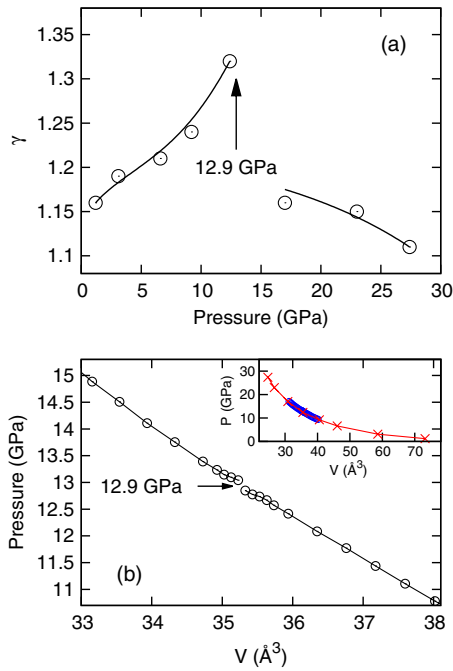 (a)
γ
1.35
1.3
1.25
1.2
1.15
1.1
12.9 GPa
0 5 10 15 20 25 30
Pressure (GPa)
(b)
Pressure (GPa)
15
14.5
14
13.5
13
12.5
12
11.5
11
12.9 GPa
33 34 35 36 37 38
V (Å³)
P (GPa)
30
20
10
0
30 40 50 60 70
V (Å³)